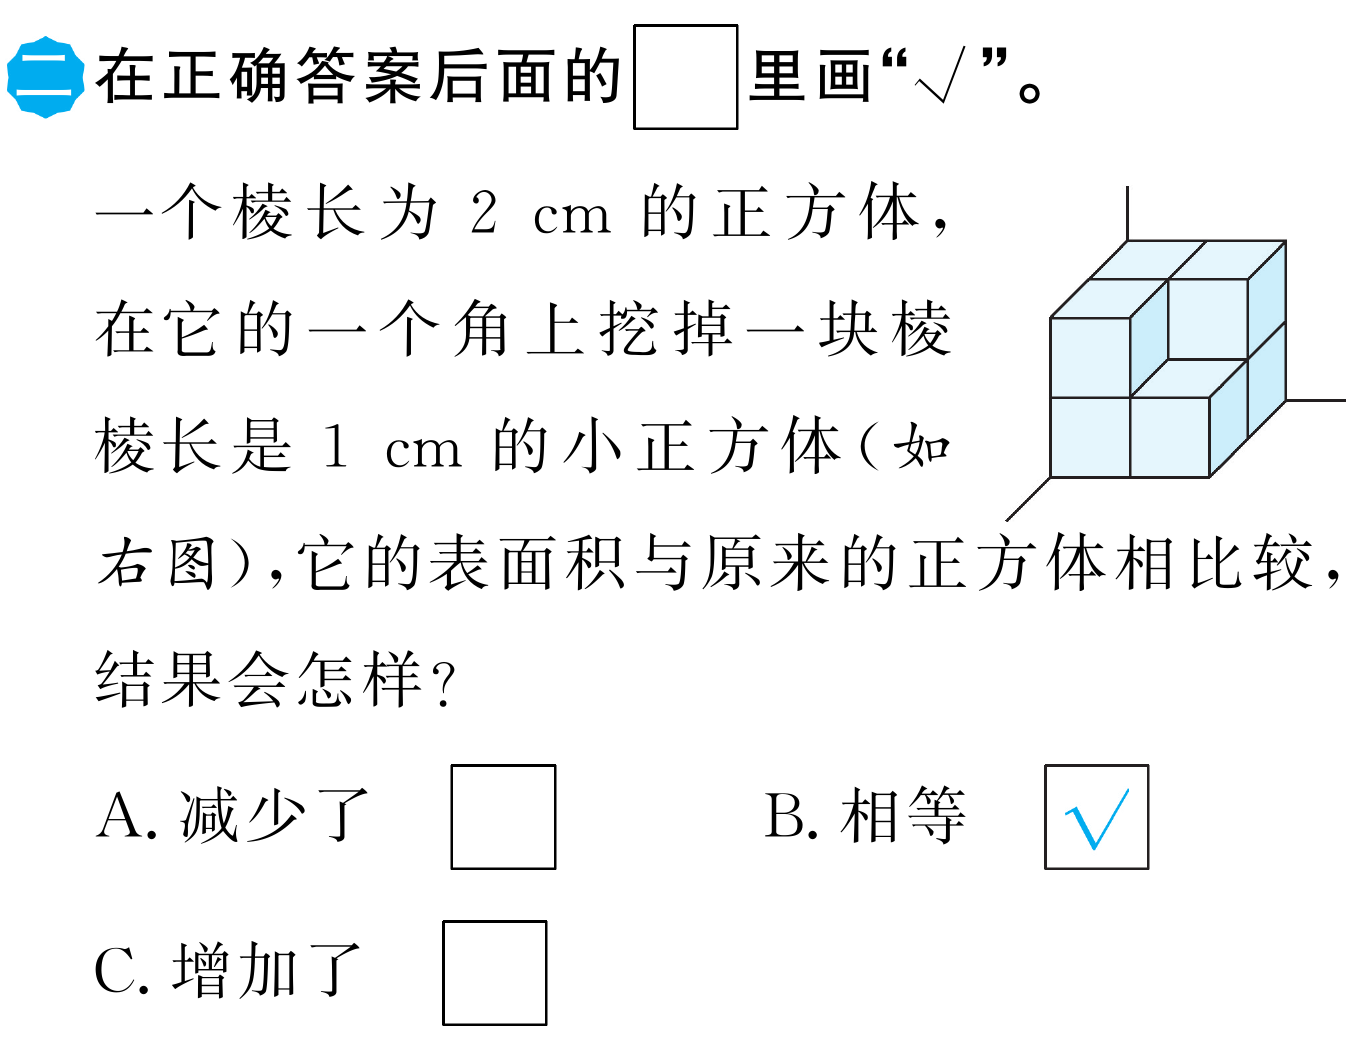 二 在正确答案后面的□里画“√”。
一个棱长为 2 cm 的正方体，
在它的一个角上挖掉一块棱
棱长是 1 cm 的小正方体（如
右图），它的表面积与原来的正方体相比较，
结果会怎样？
A. 减少了 □ B. 相等 √
C. 增加了 □